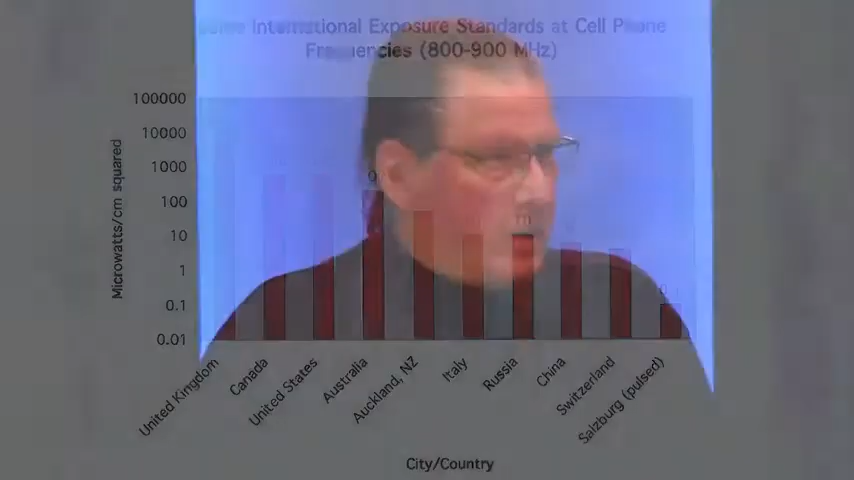 Some International Exposure Standards at Cell Phone
Frequencies (800-900 MHz)
100000
10000
1000
100
10
1
0.1
0.01
Microwatts/cm squared
United Kingdom
Canada
United States
Australia
Auckland, NZ
Italy
Russia
China
Switzerland
Salzburg (pulsed)
City/Country